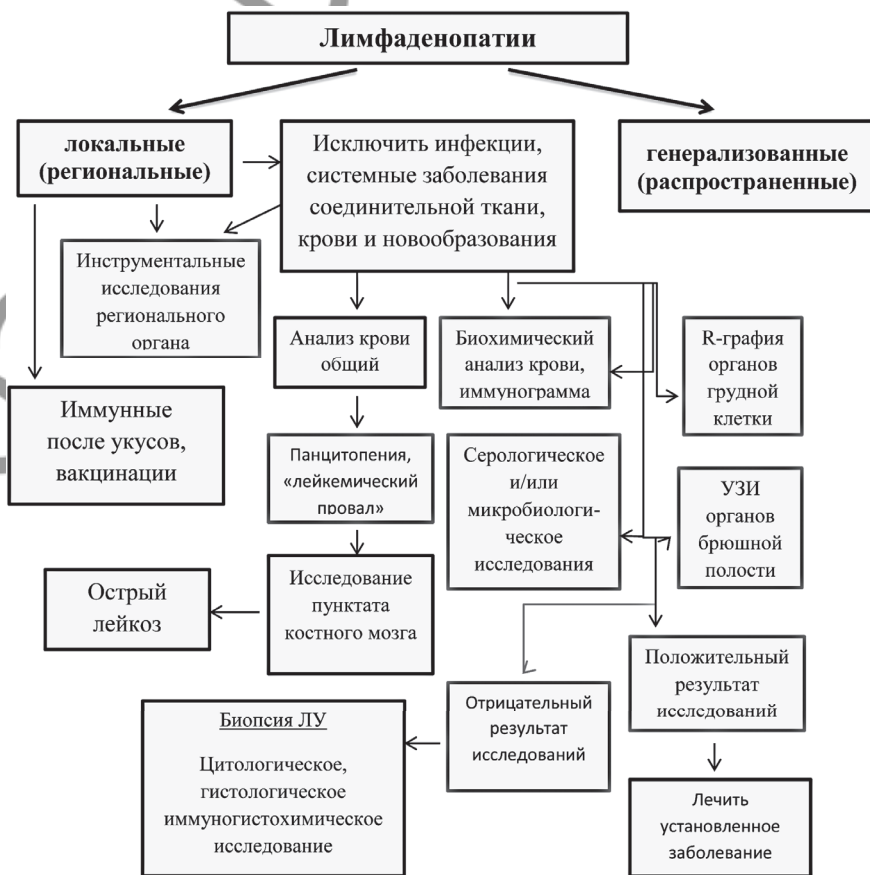 Лимфаденопатии
локальные
(региональные)
Исключить инфекции,
системные заболевания
соединительной ткани,
крови и новообразования
генерализованные
(распространенные)
Инструментальные
исследования
регионального
органа
Анализ крови
общий
Биохимический
анализ крови,
иммунограмма
R-графия
органов
грудной
клетки
Иммунные
после укусов,
вакцинации
Панцитопения,
«лейкемический
провал»
Серологическое
и/или
микробиологи-
ческое
исследования
УЗИ
органов
брюшной
полости
Острый
лейкоз
Исследование
пунктата
костного мозга
Положительный
результат
исследований
Отрицательный
результат
исследований
Биопсия ЛУ
Цитологическое,
гистологическое
иммуногистохимическое
исследование
Лечить
установленное
заболевание